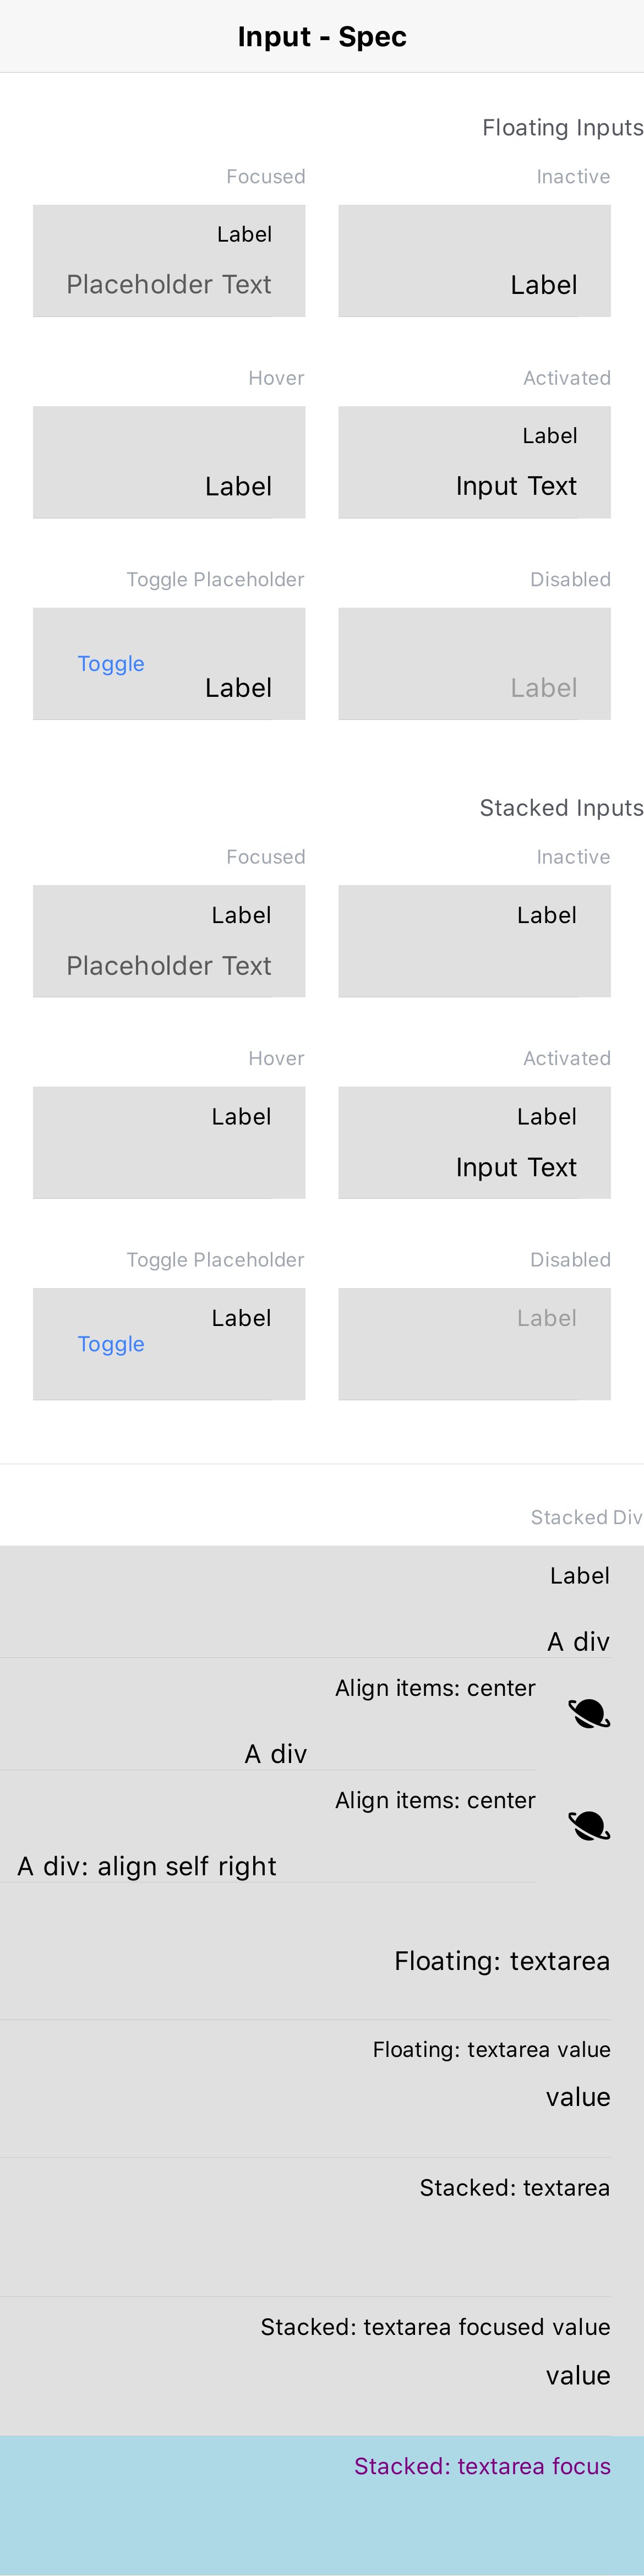 Input - Spec
Floating Inputs
Focused
Inactive
Label
Placeholder Text
Label
Hover
Activated
Label
Label
Input Text
Toggle Placeholder
Disabled
Toggle
Label
Label
Stacked Inputs
Focused
Inactive
Label
Placeholder Text
Label
Hover
Activated
Label
Label
Input Text
Toggle Placeholder
Disabled
Label
Toggle
Label
Stacked Div
Label
A div
Align items: center
A div
Align items: center
A div: align self right
Floating: textarea
Floating: textarea value
value
Stacked: textarea
Stacked: textarea focused value
value
Stacked: textarea focus